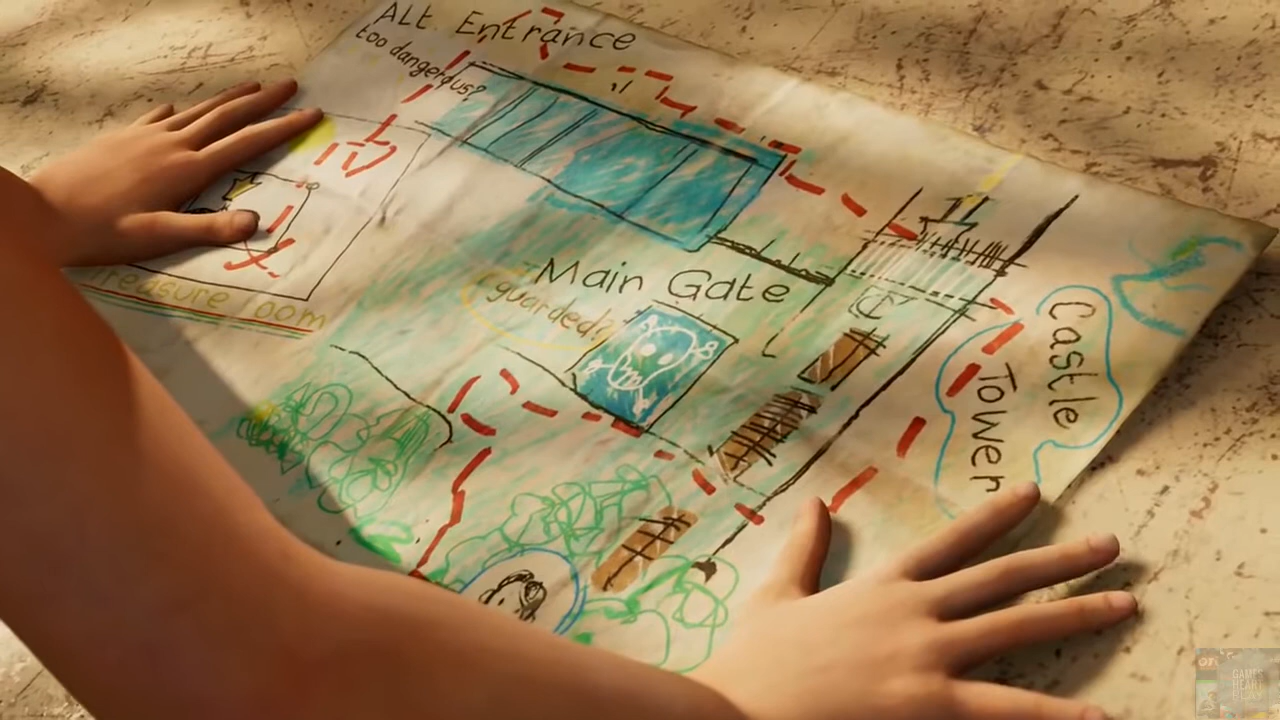 ALt Entrance
too dangerous?
Main Gate
guarded?
treasure room
Castle
Tower